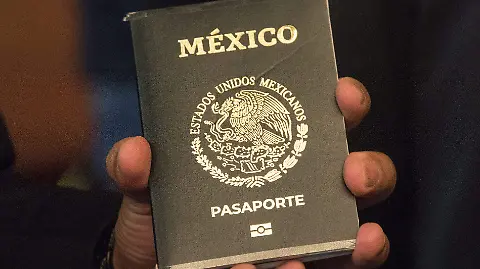 MÉXICO
ESTADOS UNIDOS MEXICANOS
PASAPORTE